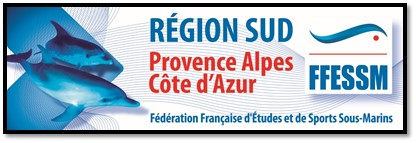 RÉGION SUD
Provence Alpes
Côte d'Azur
FFESSM
Fédération Française d'Études et de Sports Sous-Marins